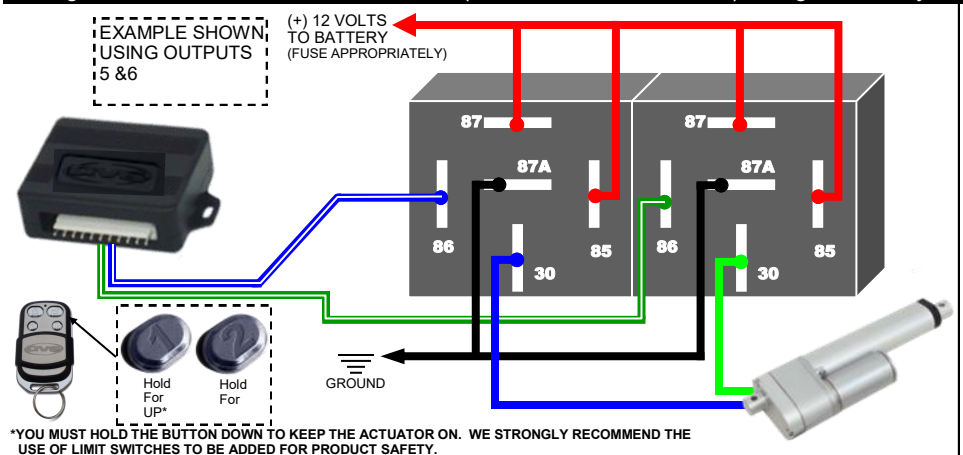 EXAMPLE SHOWN
USING OUTPUTS
5 &6
(+) 12 VOLTS
TO BATTERY
(FUSE APPROPRIATELY)
87
87A
86
85
30
87
87A
86
85
30
GROUND
1
2
Hold
For
UP*
Hold
For
*YOU MUST HOLD THE BUTTON DOWN TO KEEP THE ACTUATOR ON. WE STRONGLY RECOMMEND THE
USE OF LIMIT SWITCHES TO BE ADDED FOR PRODUCT SAFETY.